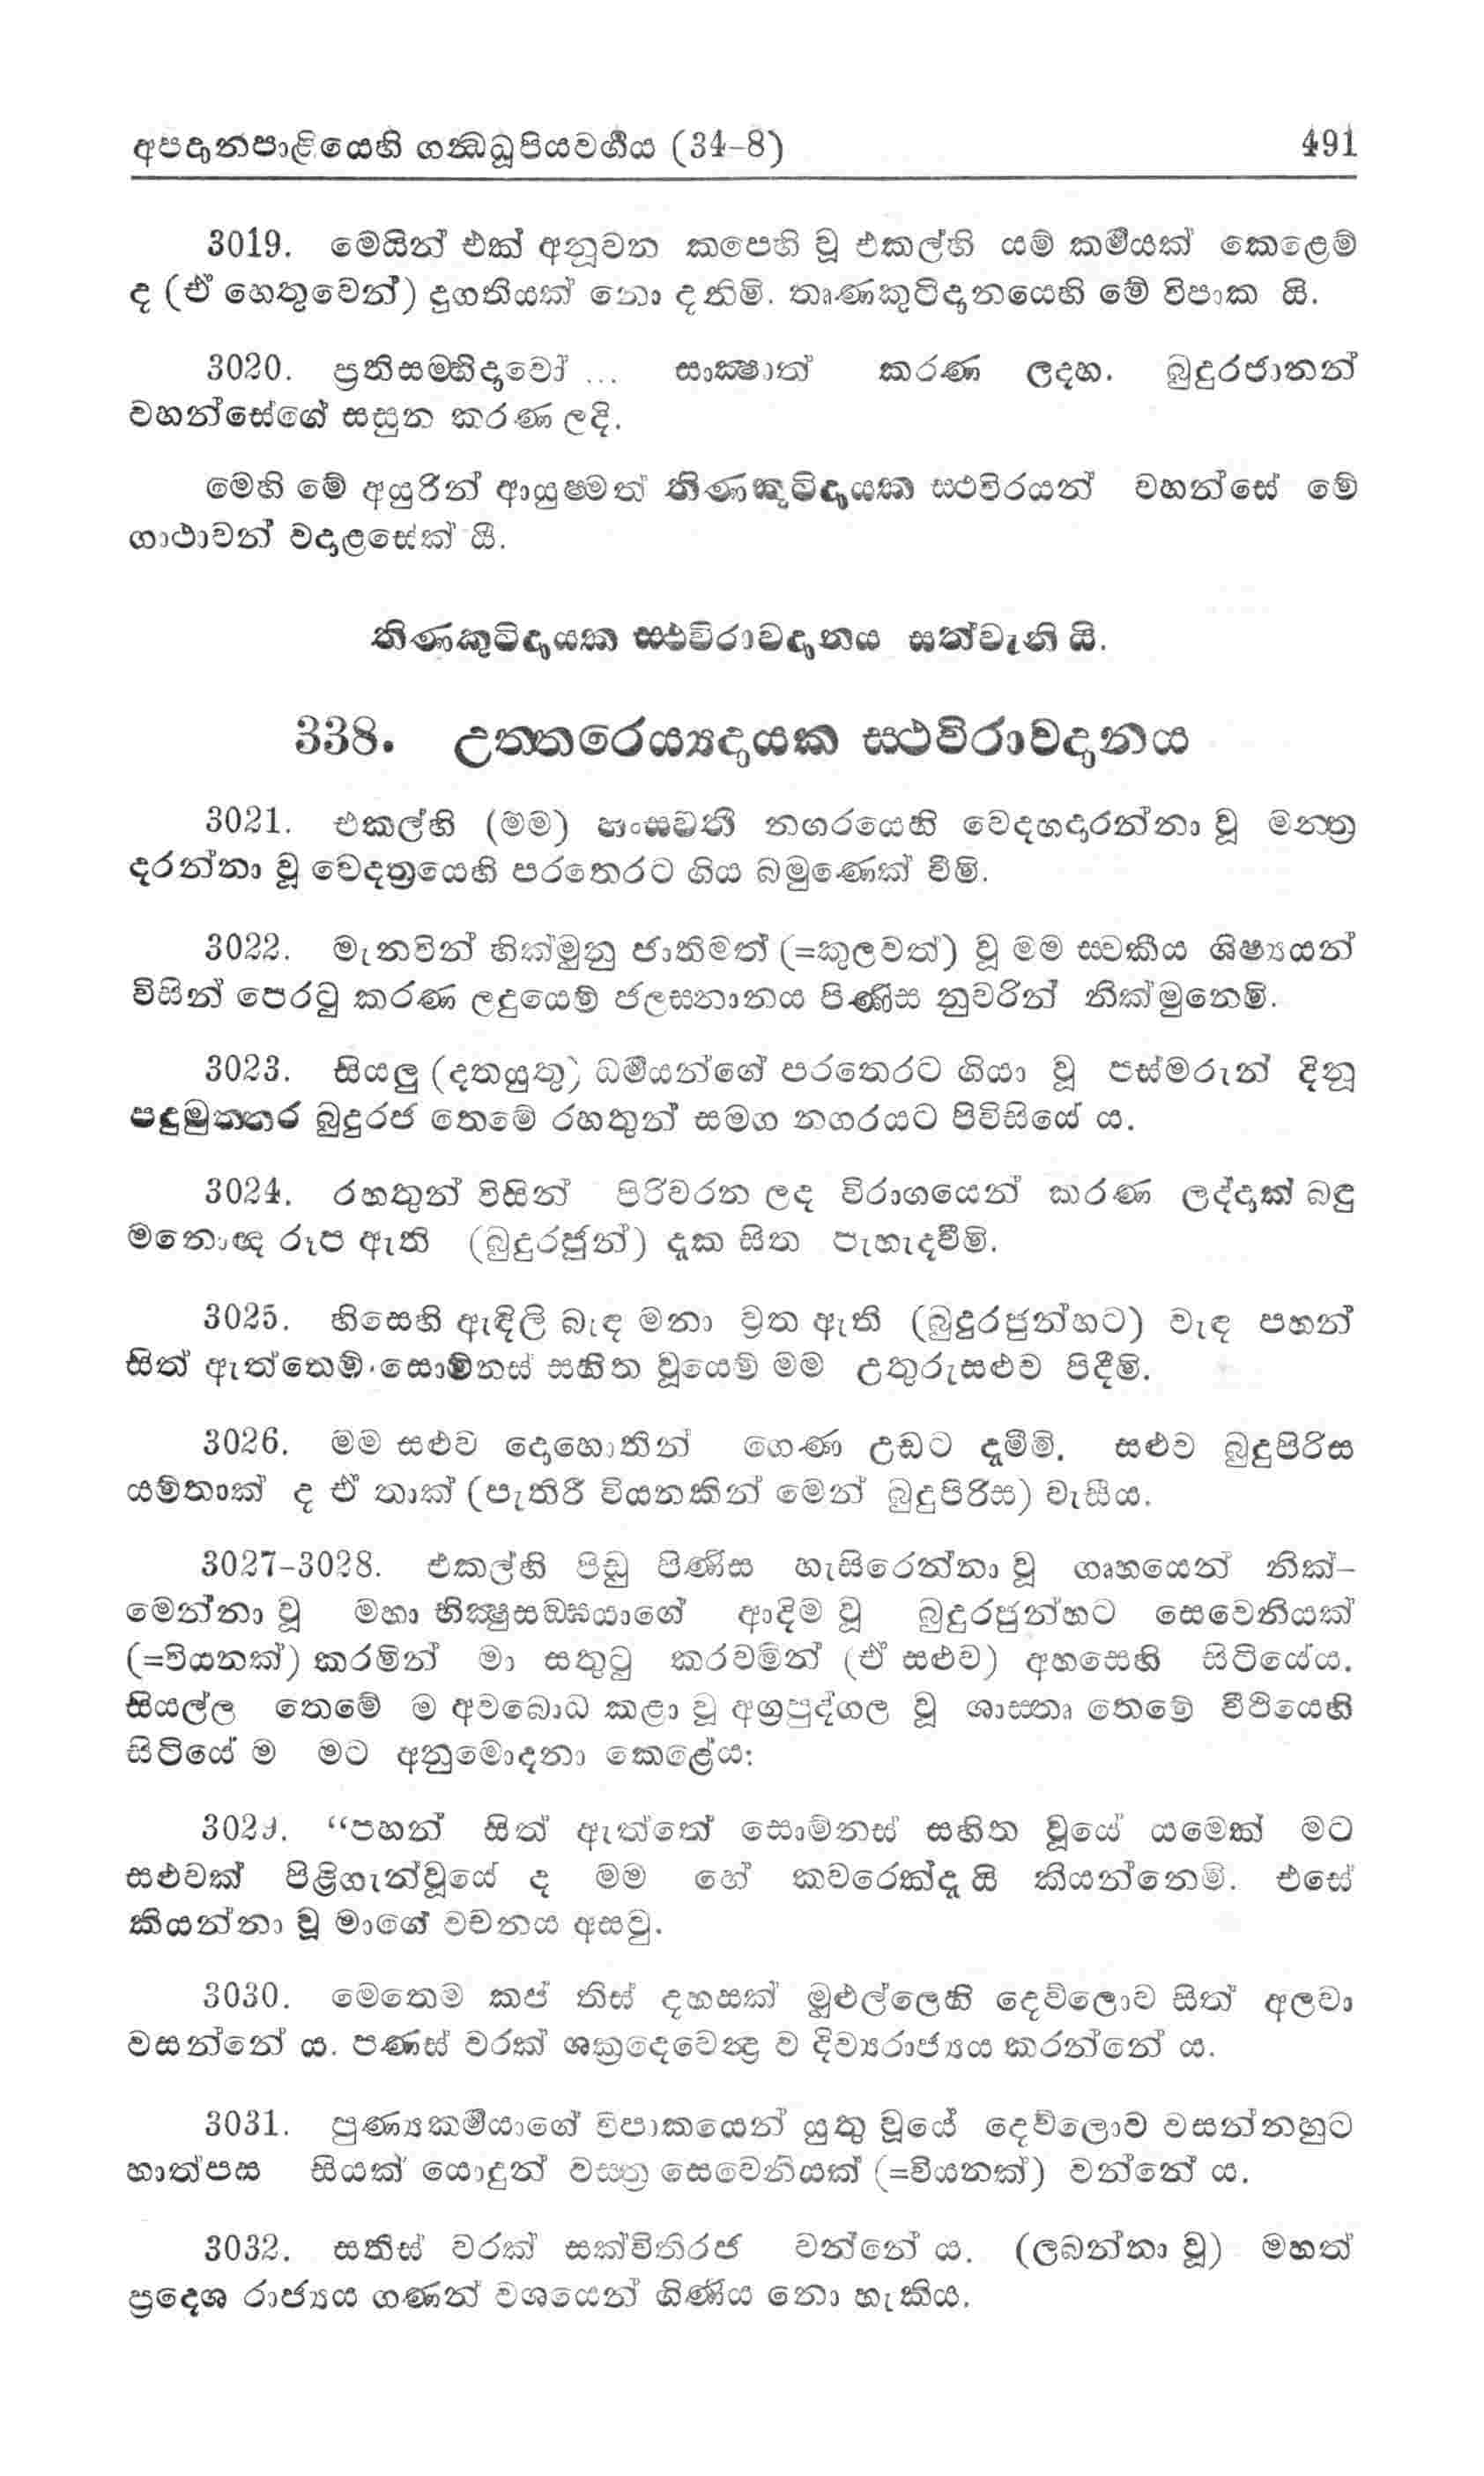 අපදානපාළියෙහි ගන්ධධූපියවර්ගය (34-8) 491
3019. මෙයින් එක් අනූවන කපෙහි වූ එකල්හි යම් කර්මයක් කෙළෙම්
ද (ඒ හෙතුවෙන්) දුගතියක් නො දනිමි. තෘණකුටිදානයෙහි මේ විපාක යි.
3020. ප්‍රතිසම්භිදාවෝ ... සාක්ෂාත් කරණ ලදහ. බුදුරජානන්
වහන්සේගේ සසුන කරණ ලදි.
මෙහි මේ අයුරින් ආයුෂ්මත් තිණකුටිදායක ස්ථවිරයන් වහන්සේ මේ
ගාථාවන් වදාළසේක් යි.
තිණකුටිදායක ස්ථවිරාවදානය සත්වැනි යි.
338. උත්තරෙය්‍යදායක ස්ථවිරාවදානය
3021. එකල්හි (මම) හංසවතී නගරයෙහි වෙදහදාරන්නා වූ මන්ත්‍ර
දරන්නා වූ වෙදත්‍රයෙහි පරතෙරට ගිය බමුණෙක් වීමි.
3022. මැනවින් හික්මුනු ජාතිමත් (=කුලවත්) වූ මම ස්වකීය ශිෂ්‍යයන්
විසින් පෙරටු කරණ ලදුයෙම් ජලස්නානය පිණිස නුවරින් නික්මුනෙමි.
3023. සියලු (දතයුතු) ධර්මයන්ගේ පරතෙරට ගියා වූ පස්මරුන් දිනූ
පදුමුත්තර බුදුරජ තෙමේ රහතුන් සමග නගරයට පිවිසියේ ය.
3024. රහතුන් විසින් පිරිවරන ලද විරාගයෙන් කරණ ලද්දාක් බඳු
මනොඥ රූප ඇති (බුදුරජුන්) දැක සිත පැහැදවීමි.
3025. හිසෙහි ඇඳිලි බැඳ මනා ව්‍රත ඇති (බුදුරජුන්හට) වැඳ පහන්
සිත් ඇත්තෙම් සොම්නස් සහිත වූයෙම් මම උතුරුසළුව පිදීමි.
3026. මම සළුව දොහොතින් ගෙණ උඩට දැමීමි. සළුව බුදුපිරිස
යම්තාක් ද ඒ තාක් (පැතිරී වියනකින් මෙන් බුදුපිරිස) වැසීය.
3027-3028. එකල්හි පිඩු පිණිස හැසිරෙන්නා වූ ගෘහයෙන් නික්-
මෙන්නා වූ මහා භික්ෂුසඞ්ඝයාගේ ආදිම වූ බුදුරජුන්හට සෙවෙනියක්
(=වියනක්) කරමින් මා සතුටු කරවමින් (ඒ සළුව) අහසෙහි සිටියේය.
සියල්ල තෙමේ ම අවබොධ කළා වූ අග්‍රපුද්ගල වූ ශාස්තෘ තෙමේ වීථියෙහි
සිටියේ ම මට අනුමොදනා කෙළේය:
3029. “පහන් සිත් ඇත්තේ සොම්නස් සහිත වූයේ යමෙක් මට
සළුවක් පිළිගැන්වූයේ ද මම හේ කවරෙක්දැ යි කියන්නෙමි. එසේ
කියන්නා වූ මාගේ වචනය අසවු.
3030. මෙතෙම කප් තිස් දහසක් මුළුල්ලෙහි දෙව්ලොව සිත් අලවා
වසන්නේ ය. පණස් වරක් ශක්‍රදෙවෙන්ද්‍ර ව දිව්‍යරාජ්‍යය කරන්නේ ය.
3031. පුණ්‍යකර්මයාගේ විපාකයෙන් යුතු වූයේ දෙව්ලොව වසන්නහුට
හාත්පස සියක් යොදුන් වස්ත්‍ර සෙවෙනියක් (=වියනක්) වන්නේ ය.
3032. සතිස් වරක් සක්විතිරජ වන්නේ ය. (ලබන්නා වූ) මහත්
ප්‍රදෙශ රාජ්‍යය ගණන් වශයෙන් ගිණිය නො හැකිය.